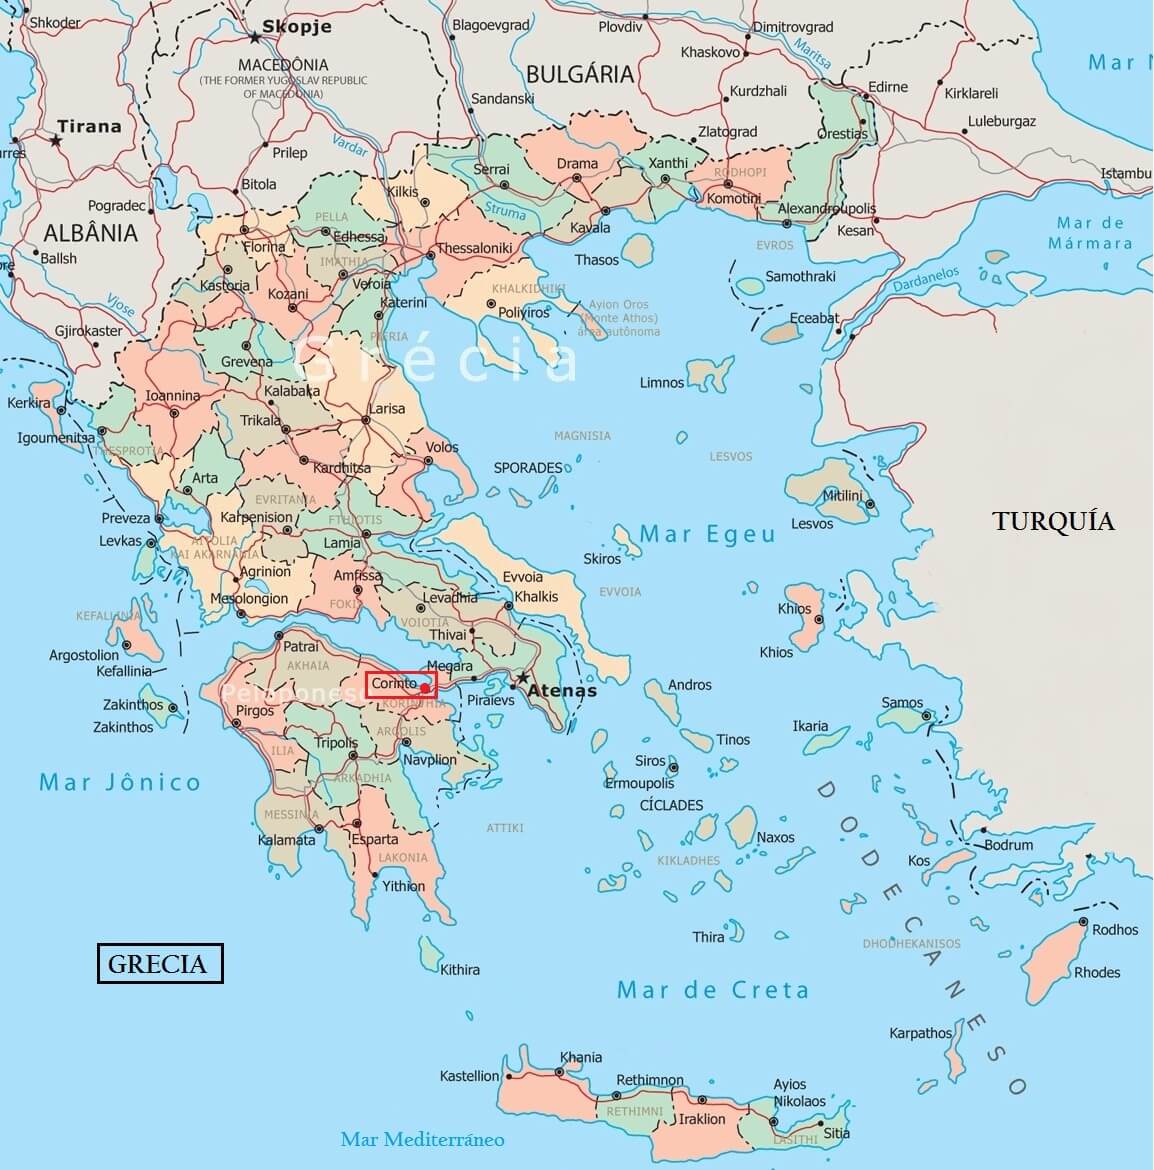 Shkoder
Skopje
Blagoevgrad
Plovdiv
Dimitrovgrad
Maritsa
Khaskovo
Mar N
MACEDÔNIA
(THE FORMER YUGOSLAV REPUBLIC
OF MACEDONIA)
BULGÁRIA
Sandanski
Kurdzhali
Edirne
Kirklareli
Tirana
Vardar
Zlatograd
Orestias
Luleburgaz
Prilep
Serrai
Drama
Xanthi
RODHOPI
Istambu
Bitola
Kilkis
Komotini
Pogradec
PELLA
Struma
Kavala
Alexandroupolis
Kesan
Mar de
Mármara
ALBÂNIA
Florina
Edhessa
Thessaloniki
EVROS
Ballsh
Thasos
IMATHIA
Samothraki
Dardanelos
Kastoria
Kozani
Veroia
KHALKIDHIKI
Vjose
Katerini
Poliyiros
Ayion Oros
(Monte Athos)
área autônoma
Eceabat
Gjirokaster
PIERIA
Grécia
Grevena
Limnos
Kerkira
Ioannina
Kalabaka
Larisa
Igoumenitsa
Trikala
MAGNISIA
THESPROTIA
Volos
LESVOS
Kardhitsa
SPORADES
Arta
Mitilini
EVRITANIA
Preveza
Karpenision
FTHIOTIS
Lesvos
TURQUÍA
Levkas
AITOLIA
KAI AKARNANIA
Lamia
Mar Egeu
Skiros
Agrinion
Amfissa
Evvoia
EVVOIA
Mesolongion
FOKIS
Levadhia
Khalkis
Khios
KEFALLINIA
VOIOTIA
Thivai
Patrai
Argostolion
Khios
AKHAIA
Megara
Kefallinia
Corinto
Atenas
Andros
Peloponeso
KORINTHIA
Piraievs
Zakinthos
Pirgos
Samos
Zakinthos
ARGOLIS
Ikaria
Tinos
ILIA
Tripolis
Navplion
Siros
Mar Jônico
ARKADHIA
Ermoupolis
CÍCLADES
MESSINIA
ATTIKI
Kalamata
Esparta
Naxos
Bodrum
LAKONIA
KIKLADHES
Kos
Yithion
DODECANESO
Thira
DHODHEKANISOS
Rodhos
GRECIA
Kithira
Rhodes
Mar de Creta
Karpathos
Khania
Kastellion
Rethimnon
Ayios
Nikolaos
RETHIMNI
Iraklion
Sitia
LASITHI
Mar Mediterráneo